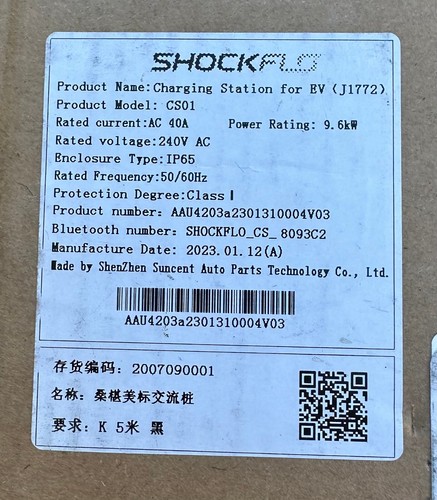 SHOCKFLO
Product Name:Charging Station for EV (J1772)
Product Model: CS01
Rated current:AC 40A Power Rating: 9.6kW
Rated voltage:240V AC
Enclosure Type:IP65
Rated Frequency:50/60Hz
Protection Degree:Class I
Product number: AAU4203a2301310004V03
Bluetooth number: SHOCKFLO_CS_8093C2
Manufacture Date: 2023.01.12(A)
Made by ShenZhen Suncent Auto Parts Technology Co., Ltd.
AAU4203a2301310004V03
存货编码: 2007090001
名称: 桑椹美标交流桩
要求: K 5米 黑